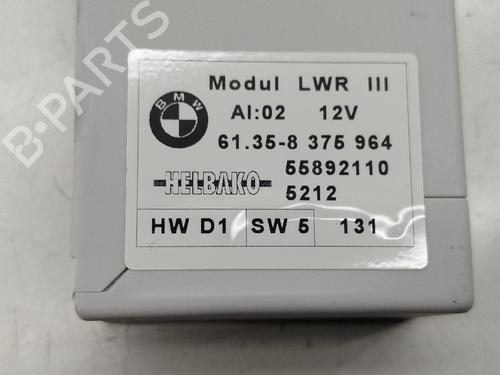 B-PARTS
BMW
Modul LWR III
AI:02 12V
61.35-8 375 964
55892110
HELBAKO 5212
HW D1 SW 5 131